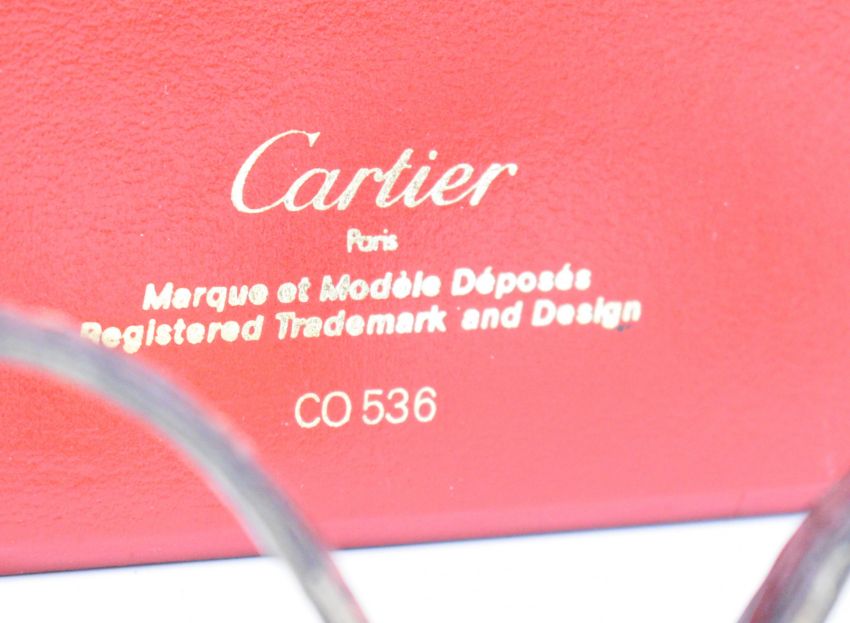 Cartier
Paris
Marque et Modèle Déposés
Registered Trademark and Design
CO 536